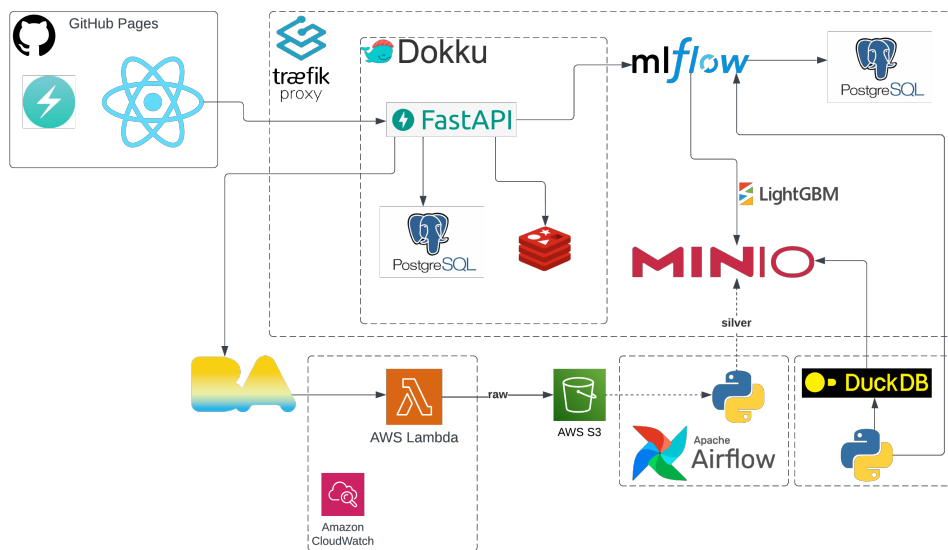 GitHub Pages
træfik
proxy
Dokku
mlflow
PostgreSQL
FastAPI
LightGBM
PostgreSQL
MINIO
silver
BA
DuckDB
raw
AWS Lambda
AWS S3
Apache
Airflow
Amazon
CloudWatch